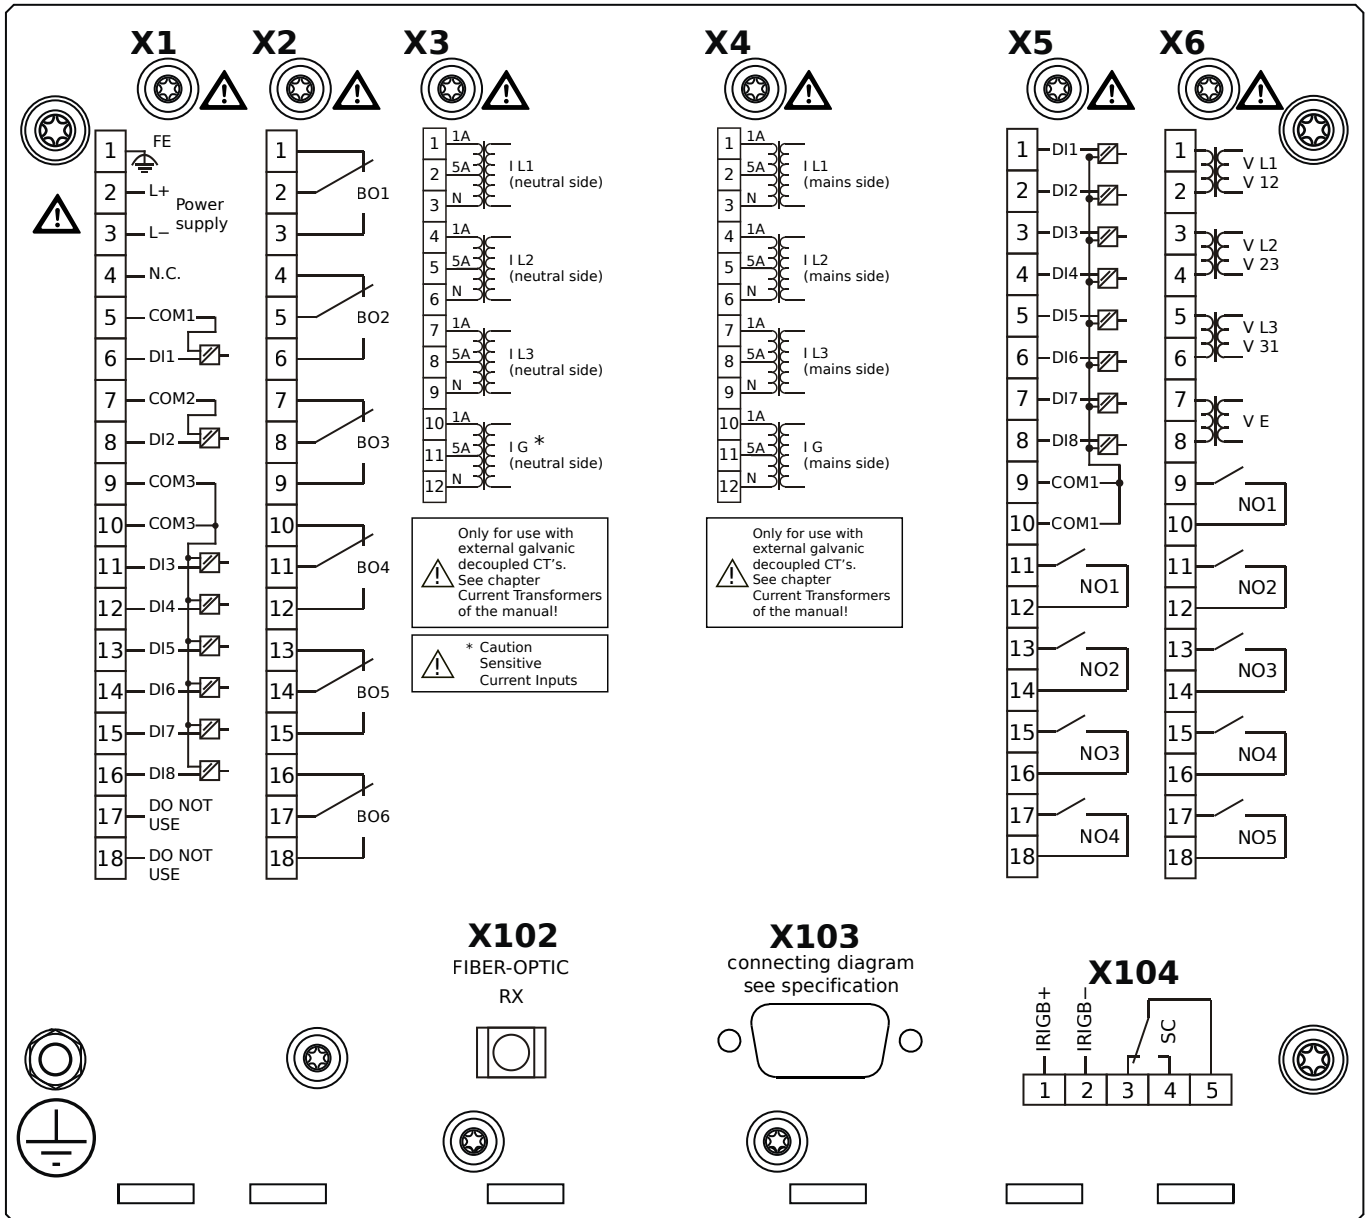 X1
X2
X3
X4
X5
X6
1
FE
2
L+
Power
supply
3
L−
4
N.C.
5
COM1
6
DI1
7
COM2
8
DI2
9
COM3
10
COM3
11
DI3
12
DI4
13
DI5
14
DI6
15
DI7
16
DI8
17
DO NOT
USE
18
DO NOT
USE
1
2
BO1
3
4
5
BO2
6
7
8
BO3
9
10
11
BO4
12
13
14
BO5
15
16
17
BO6
18
1
1A
2
5A
3
N
I L1
(neutral side)
4
1A
5
5A
6
N
I L2
(neutral side)
7
1A
8
5A
9
N
I L3
(neutral side)
10
1A
11
5A
12
N
I G *
(neutral side)
Only for use with
external galvanic
decoupled CT’s.
See chapter
Current Transformers
of the manual!
* Caution
Sensitive
Current Inputs
1
1A
2
5A
3
N
I L1
(mains side)
4
1A
5
5A
6
N
I L2
(mains side)
7
1A
8
5A
9
N
I L3
(mains side)
10
1A
11
5A
12
N
I G
(mains side)
Only for use with
external galvanic
decoupled CT’s.
See chapter
Current Transformers
of the manual!
1
DI1
2
DI2
3
DI3
4
DI4
5
DI5
6
DI6
7
DI7
8
DI8
9
COM1
10
COM1
11
NO1
12
13
NO2
14
15
NO3
16
17
NO4
18
1
V L1
2
V 12
3
V L2
4
V 23
5
V L3
6
V 31
7
V E
8
9
NO1
10
11
NO2
12
13
NO3
14
15
NO4
16
17
NO5
18
X102
FIBER-OPTIC
RX
X103
connecting diagram
see specification
X104
IRIGB+
IRIGB−
SC
1
2
3
4
5